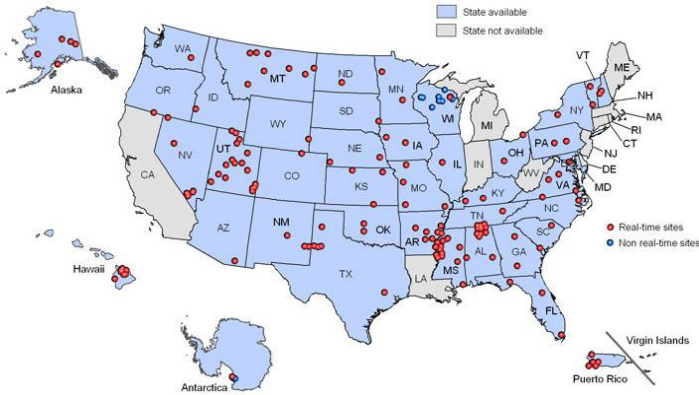 State available
State not available
WA
MT
ND
MN
VT
ME
Alaska
OR
ID
WI
NY
NH
SD
MA
WY
MI
RI
IA
PA
CT
NV
UT
NE
IL
IN
OH
NJ
CA
CO
WV
DE
KS
MO
VA
MD
KY
NC
AZ
NM
OK
TN
AR
SC
Real-time sites
Non real-time sites
Hawaii
TX
MS
AL
GA
LA
FL
Virgin Islands
Antarctica
Puerto Rico